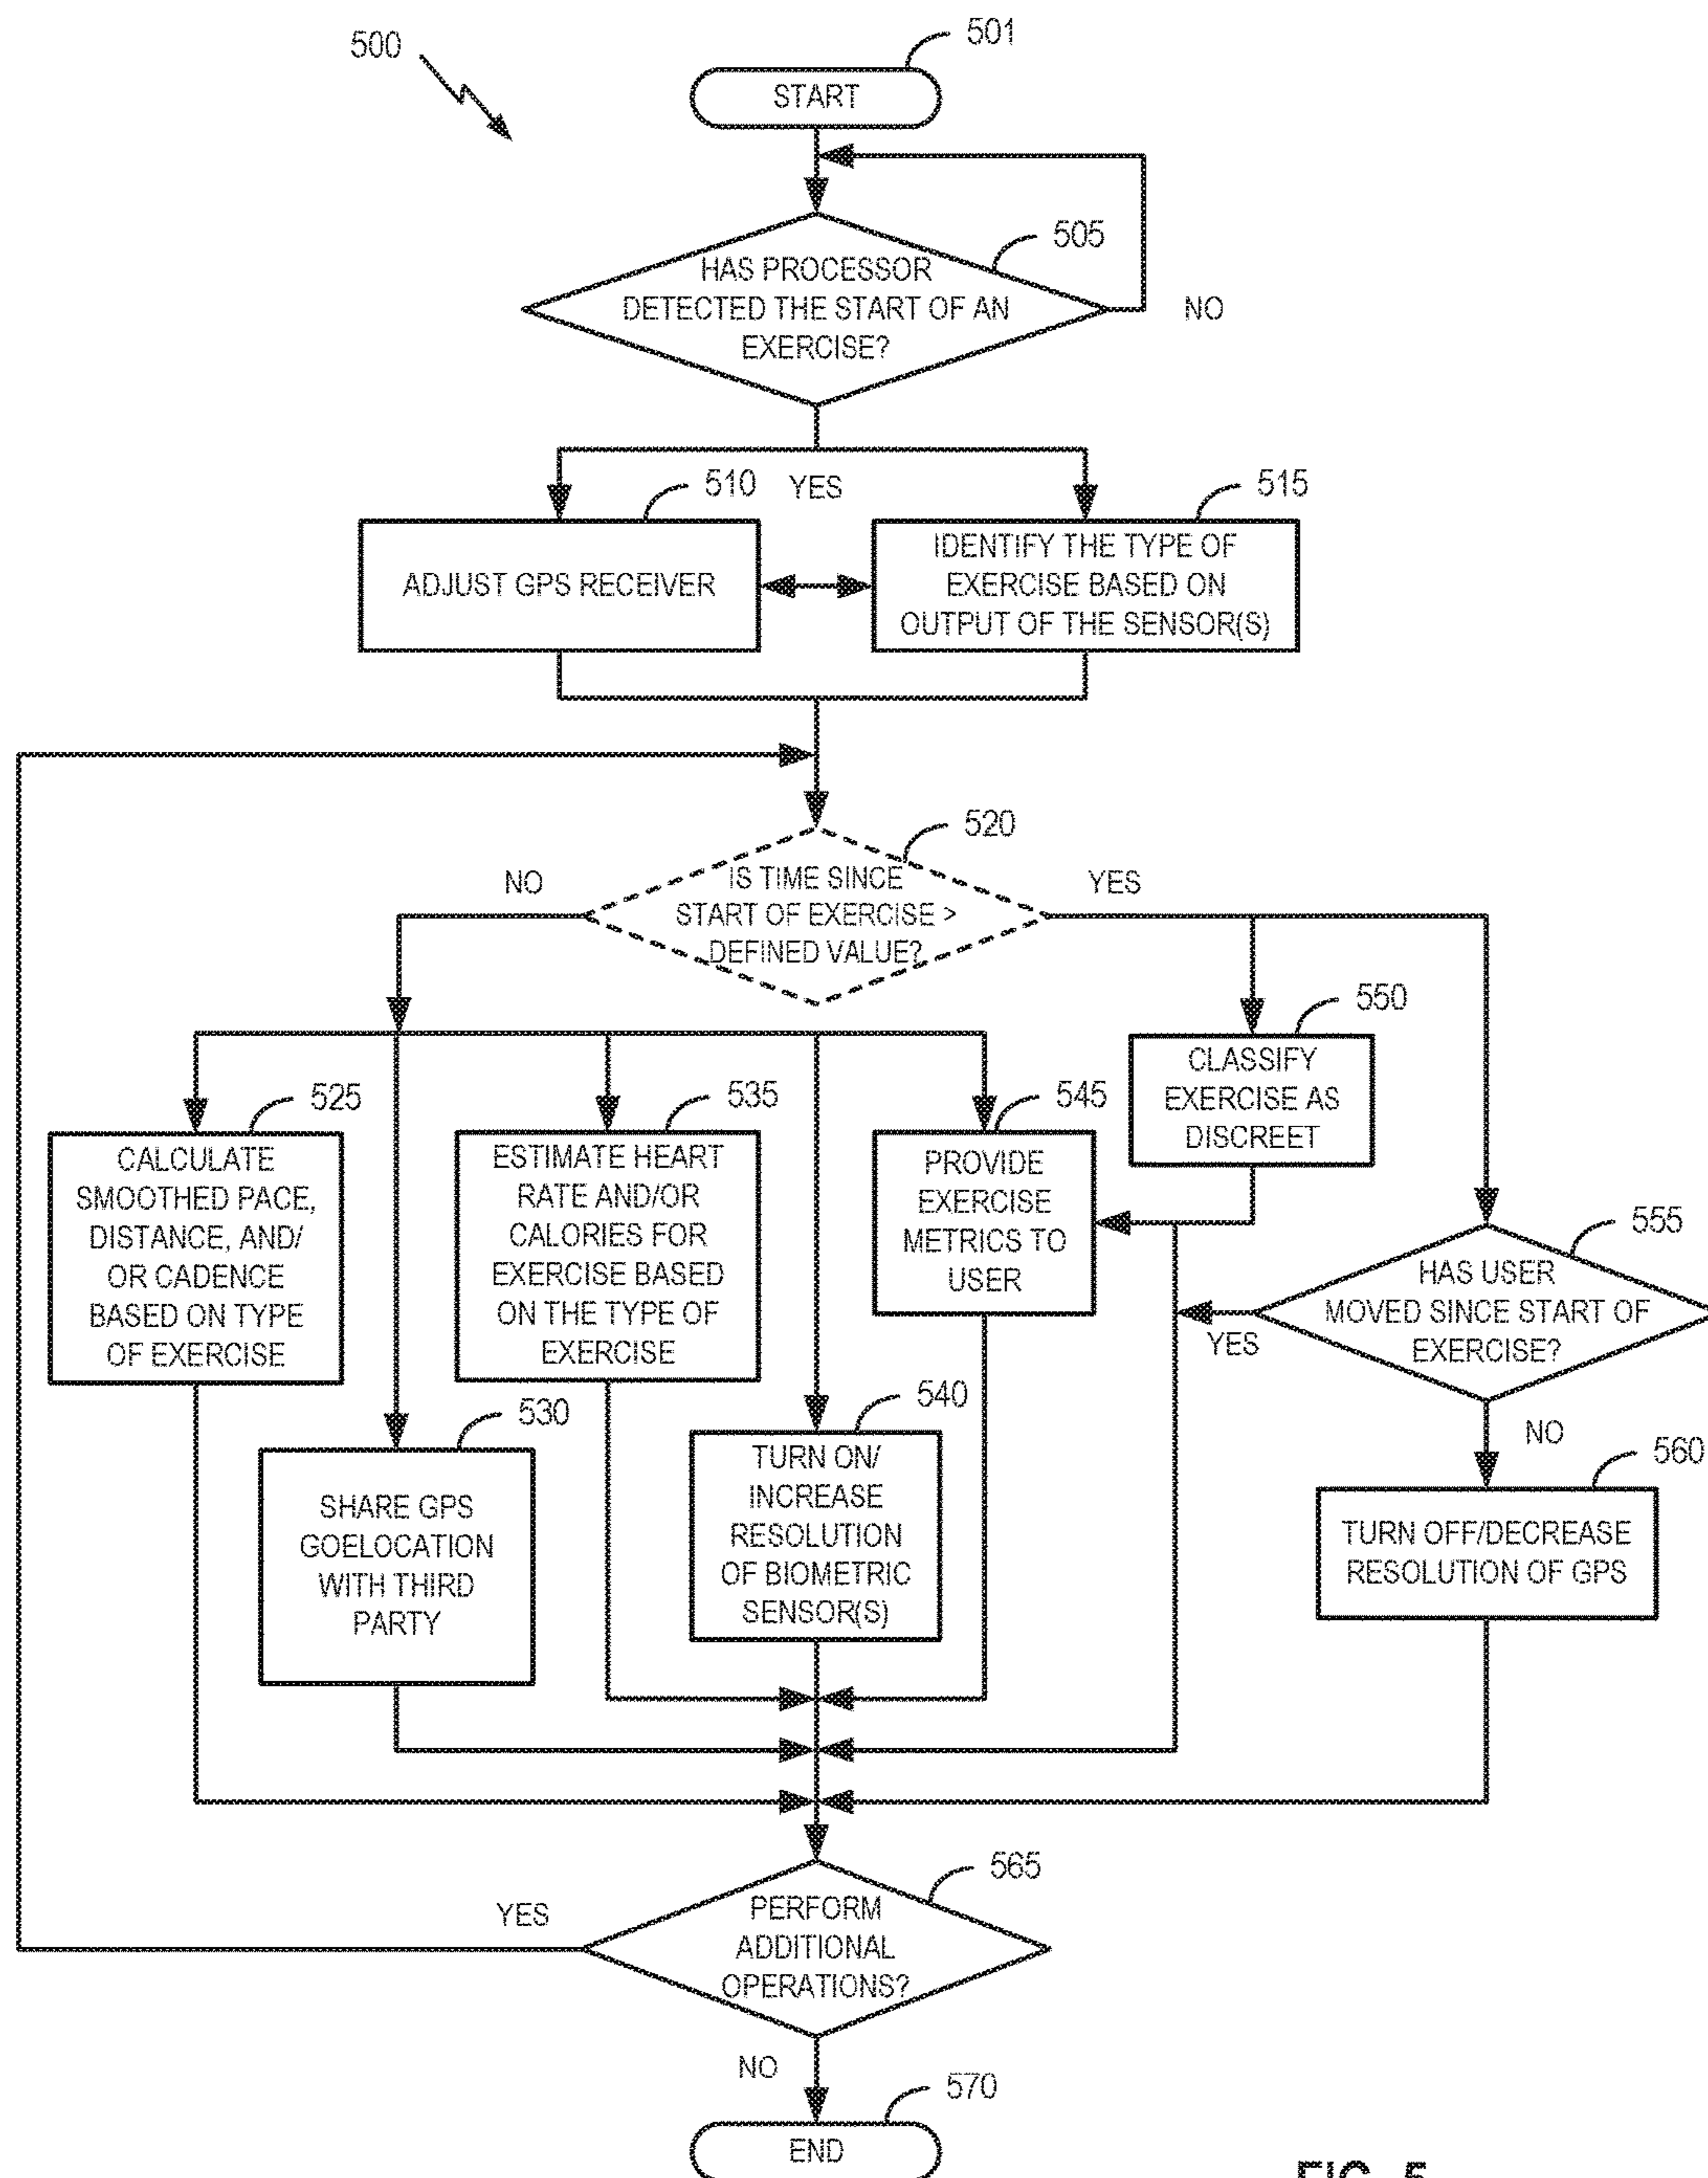 500
501
START
505
HAS PROCESSOR
DETECTED THE START OF AN
EXERCISE?
NO
YES
510
ADJUST GPS RECEIVER
515
IDENTIFY THE TYPE OF
EXERCISE BASED ON
OUTPUT OF THE SENSOR(S)
520
IS TIME SINCE
START OF EXERCISE >
DEFINED VALUE?
NO
YES
525
CALCULATE
SMOOTHED PACE,
DISTANCE, AND/
OR CADENCE
BASED ON TYPE
OF EXERCISE
530
SHARE GPS
GOELOCATION
WITH THIRD
PARTY
535
ESTIMATE HEART
RATE AND/OR
CALORIES FOR
EXERCISE BASED
ON THE TYPE OF
EXERCISE
540
TURN ON/
INCREASE
RESOLUTION
OF BIOMETRIC
SENSOR(S)
545
PROVIDE
EXERCISE
METRICS TO
USER
550
CLASSIFY
EXERCISE AS
DISCREET
555
HAS USER
MOVED SINCE START OF
EXERCISE?
YES
NO
560
TURN OFF/DECREASE
RESOLUTION OF GPS
565
PERFORM
ADDITIONAL
OPERATIONS?
YES
NO
570
END
FIG. 5